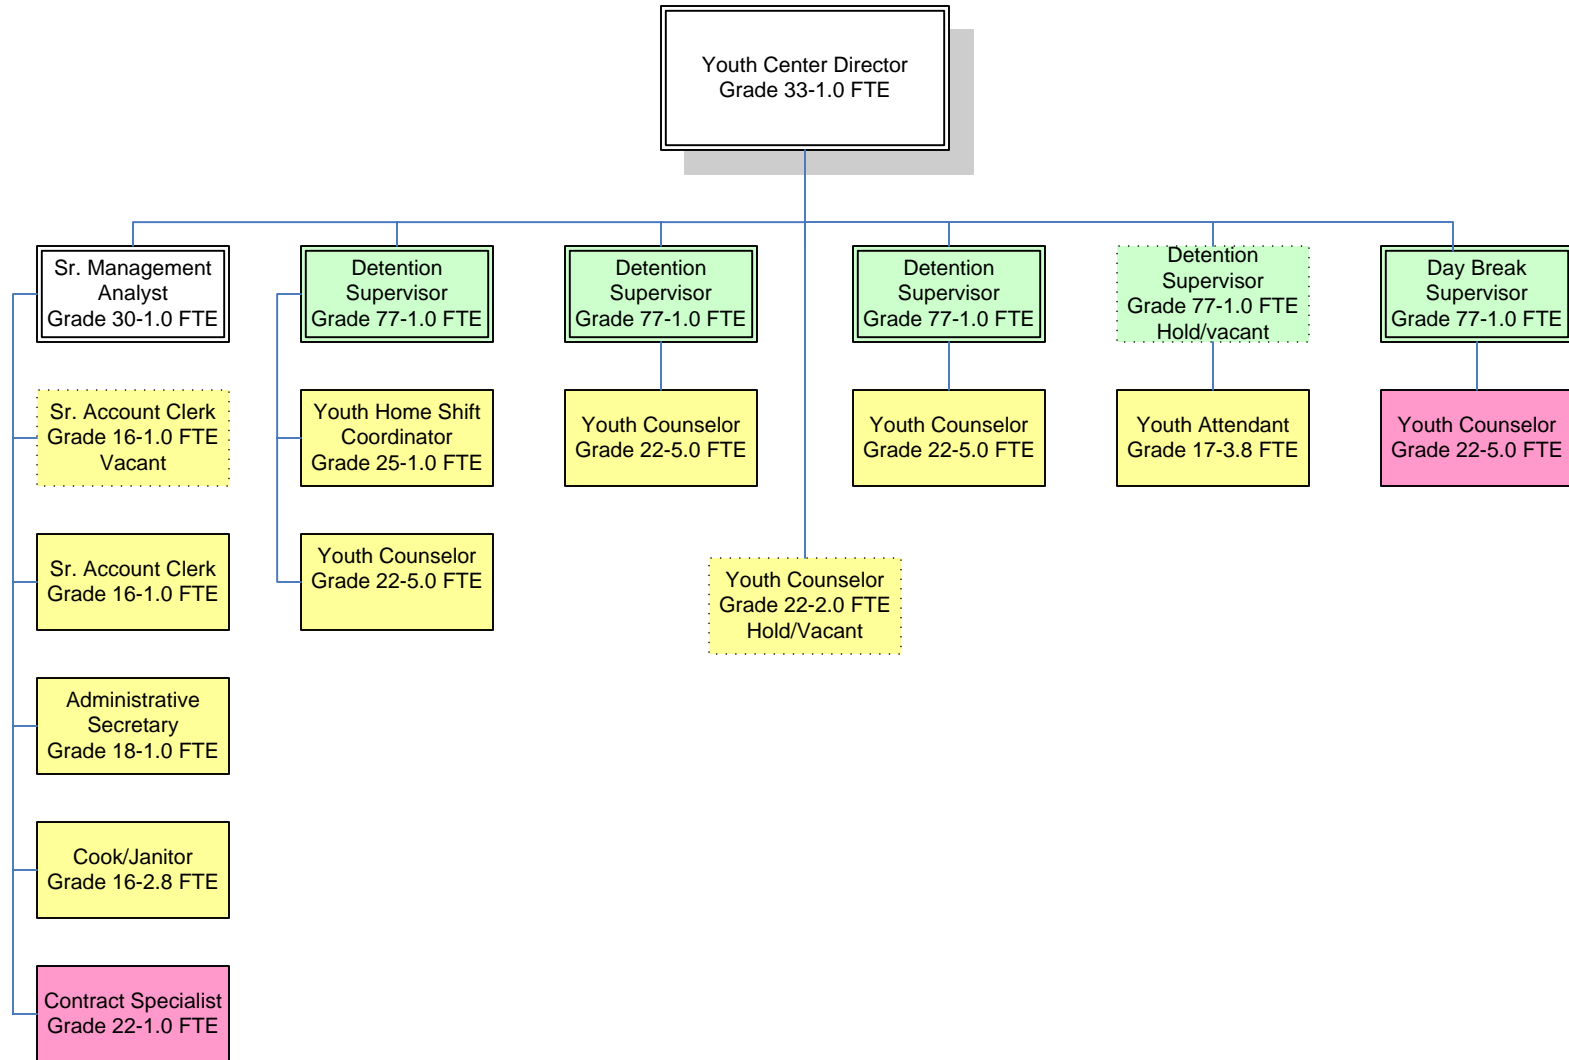 Youth Center Director
Grade 33-1.0 FTE
Sr. Management
Analyst
Grade 30-1.0 FTE
Detention
Supervisor
Grade 77-1.0 FTE
Detention
Supervisor
Grade 77-1.0 FTE
Detention
Supervisor
Grade 77-1.0 FTE
Detention
Supervisor
Grade 77-1.0 FTE
Hold/vacant
Day Break
Supervisor
Grade 77-1.0 FTE
Sr. Account Clerk
Grade 16-1.0 FTE
Vacant
Youth Home Shift
Coordinator
Grade 25-1.0 FTE
Youth Counselor
Grade 22-5.0 FTE
Youth Counselor
Grade 22-5.0 FTE
Youth Attendant
Grade 17-3.8 FTE
Youth Counselor
Grade 22-5.0 FTE
Sr. Account Clerk
Grade 16-1.0 FTE
Youth Counselor
Grade 22-5.0 FTE
Youth Counselor
Grade 22-2.0 FTE
Hold/Vacant
Administrative
Secretary
Grade 18-1.0 FTE
Cook/Janitor
Grade 16-2.8 FTE
Contract Specialist
Grade 22-1.0 FTE